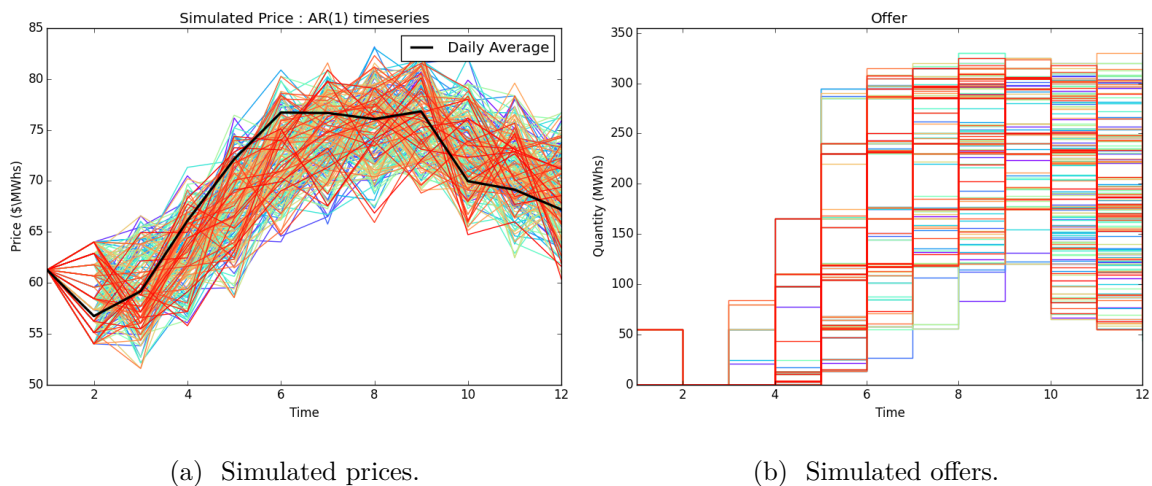 Simulated Price : AR(1) timeseries
Daily Average
Price ($\MWhs)
85
80
75
70
65
60
55
50
2 4 6 8 10 12
Time
(a) Simulated prices.
Offer
Quantity (MWhs)
350
300
250
200
150
100
50
0
2 4 6 8 10 12
Time
(b) Simulated offers.